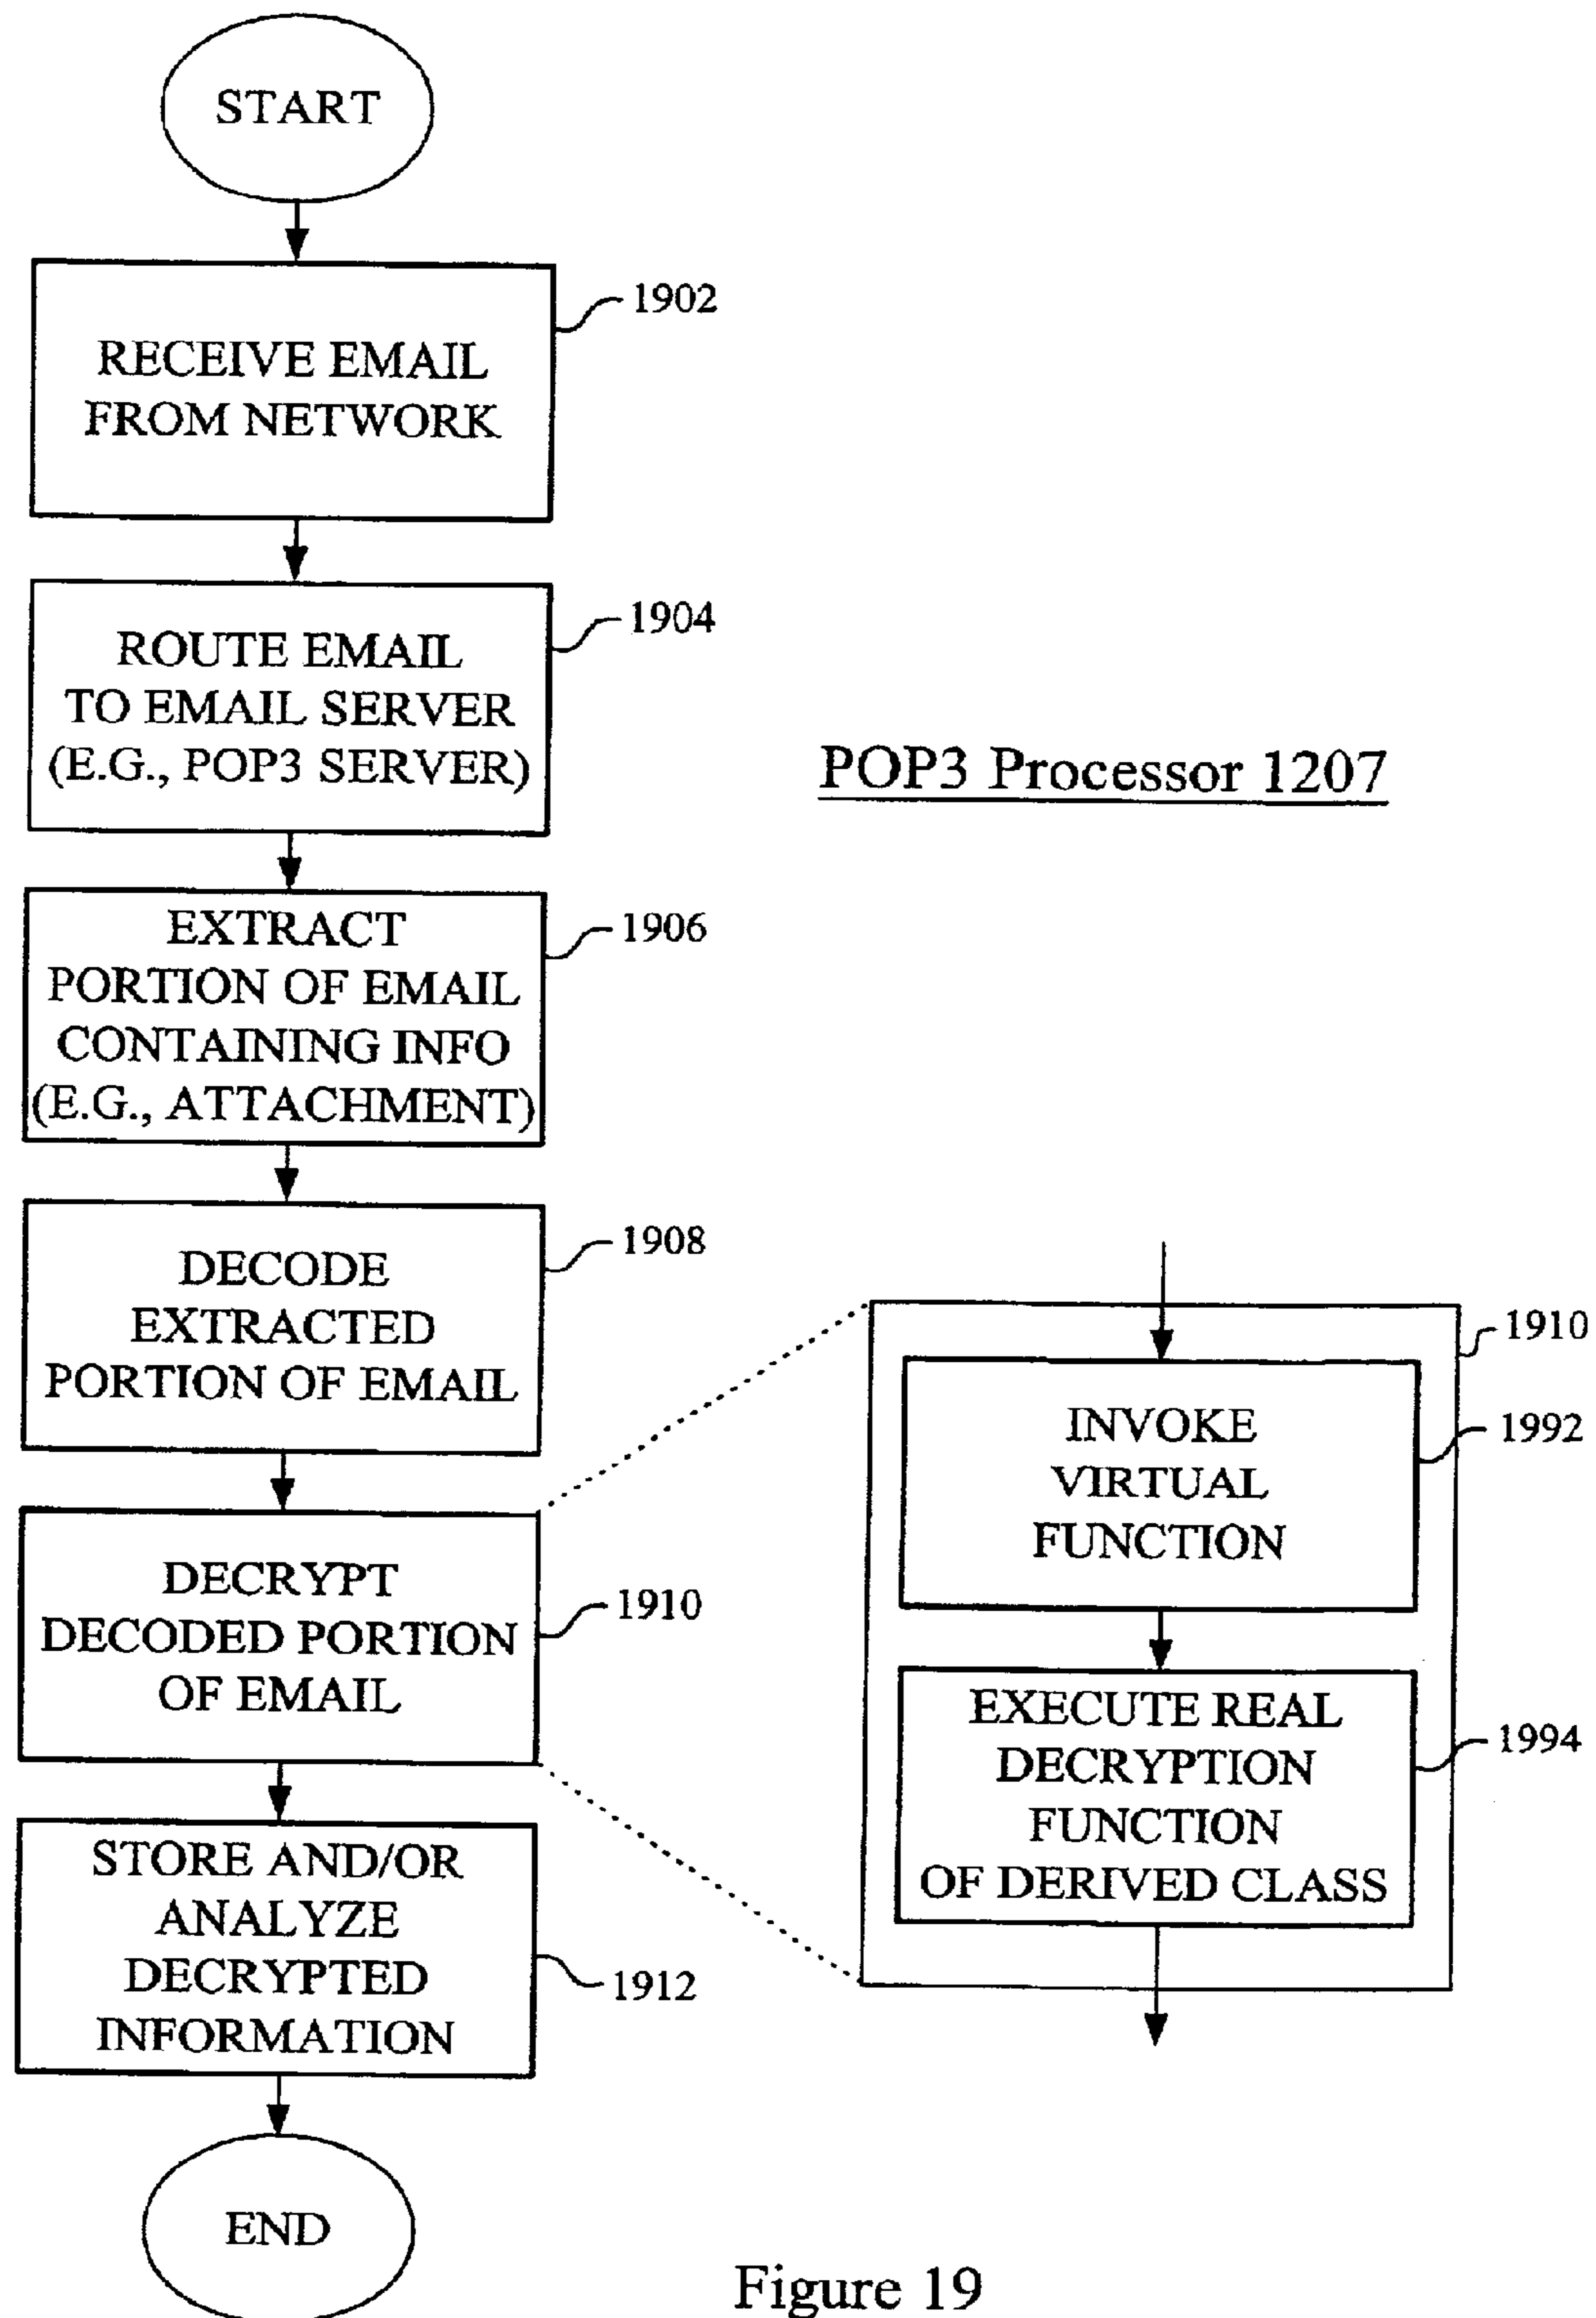 START
RECEIVE EMAIL
FROM NETWORK
1902
ROUTE EMAIL
TO EMAIL SERVER
(E.G., POP3 SERVER)
1904
POP3 Processor 1207
EXTRACT
PORTION OF EMAIL
CONTAINING INFO
(E.G., ATTACHMENT)
1906
DECODE
EXTRACTED
PORTION OF EMAIL
1908
DECRYPT
DECODED PORTION
OF EMAIL
1910
STORE AND/OR
ANALYZE
DECRYPTED
INFORMATION
1912
END
1910
INVOKE
VIRTUAL
FUNCTION
1992
EXECUTE REAL
DECRYPTION
FUNCTION
OF DERIVED CLASS
1994
Figure 19